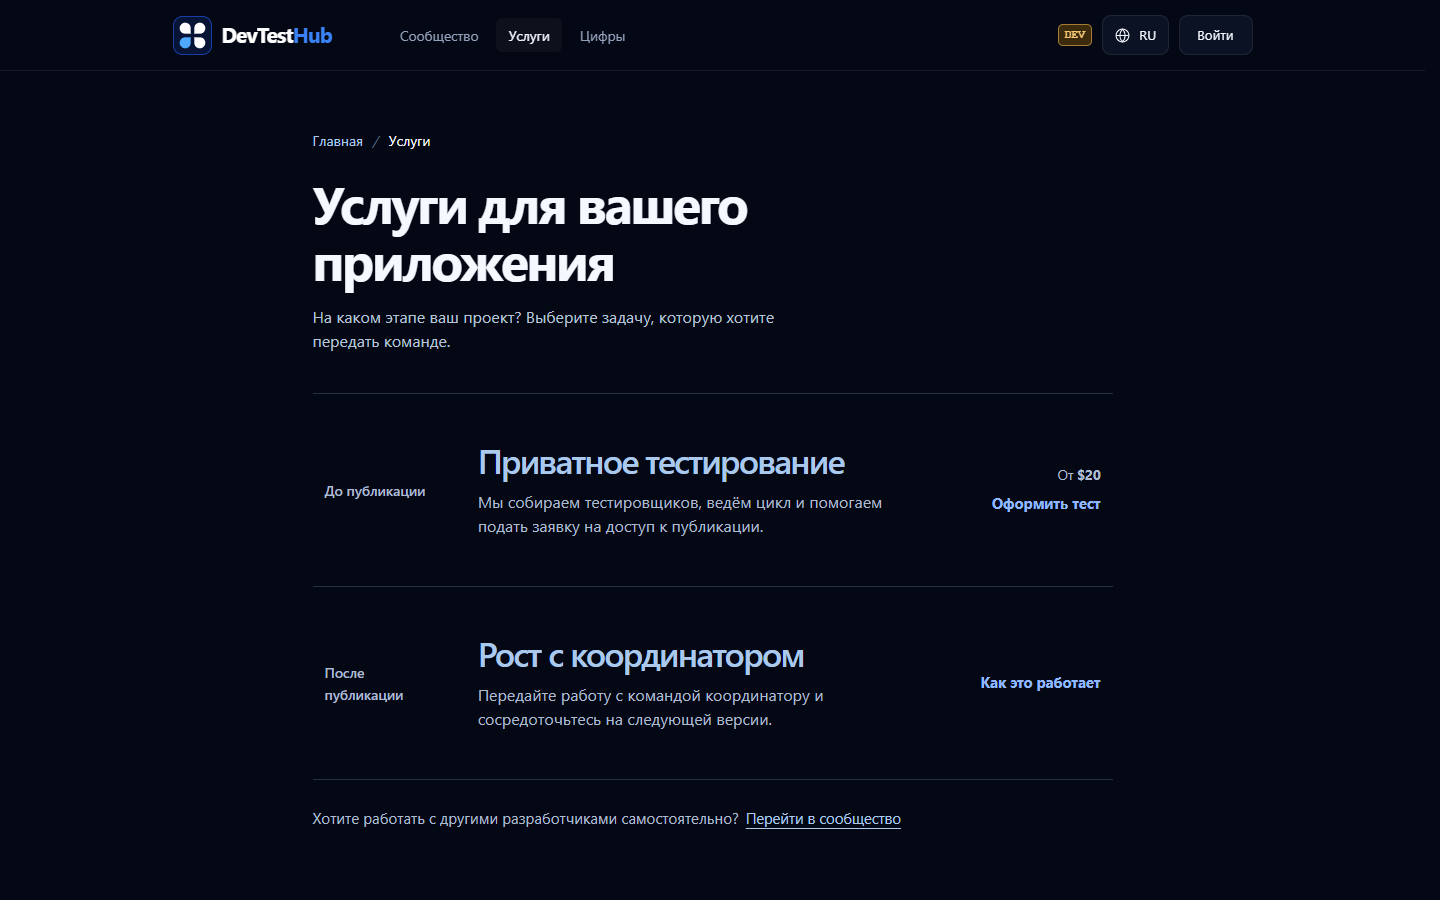 DevTestHub
Сообщество
Услуги
Цифры
DEV
RU
Войти
Главная / Услуги
Услуги для вашего
приложения
На каком этапе ваш проект? Выберите задачу, которую хотите
передать команде.
До публикации
Приватное тестирование
Мы собираем тестировщиков, ведём цикл и помогаем
подать заявку на доступ к публикации.
От $20
Оформить тест
После
публикации
Рост с координатором
Передайте работу с командой координатору и
сосредоточьтесь на следующей версии.
Как это работает
Хотите работать с другими разработчиками самостоятельно? Перейти в сообщество